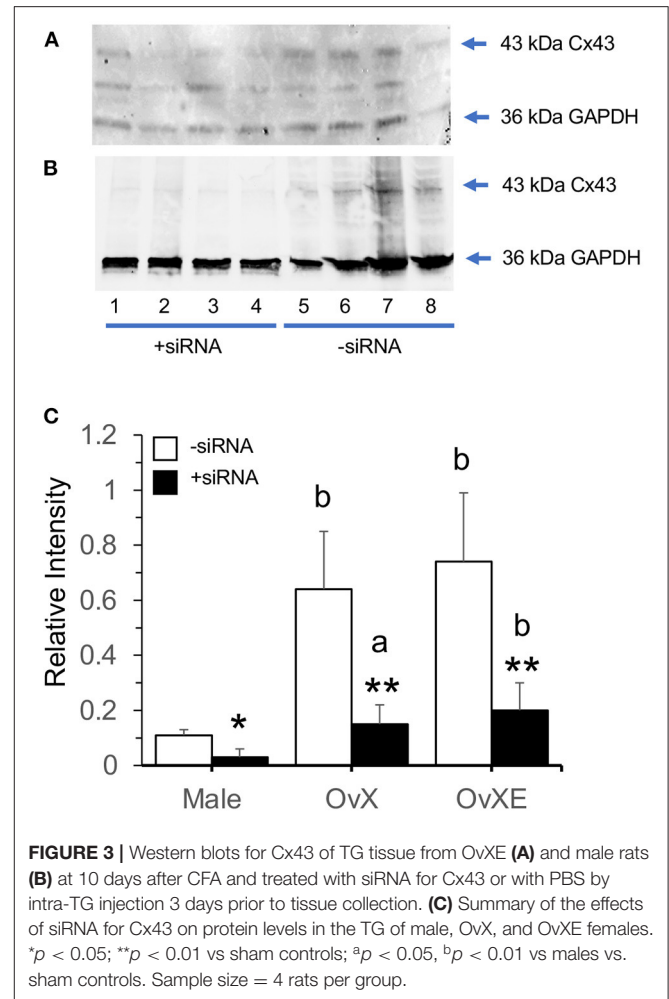 A
43 kDa Cx43
36 kDa GAPDH
B
43 kDa Cx43
36 kDa GAPDH
1 2 3 4 5 6 7 8
+siRNA -siRNA
C
1.2
1
0.8
0.6
0.4
0.2
0
Relative Intensity
-siRNA
+siRNA
*
b
a
**
b
b
**
Male OvX OvXE
FIGURE 3 | Western blots for Cx43 of TG tissue from OvXE (A) and male rats
(B) at 10 days after CFA and treated with siRNA for Cx43 or with PBS by
intra-TG injection 3 days prior to tissue collection. (C) Summary of the effects
of siRNA for Cx43 on protein levels in the TG of male, OvX, and OvXE females.
*p < 0.05; **p < 0.01 vs sham controls; ᵃp < 0.05, ᵇp < 0.01 vs males vs.
sham controls. Sample size = 4 rats per group.